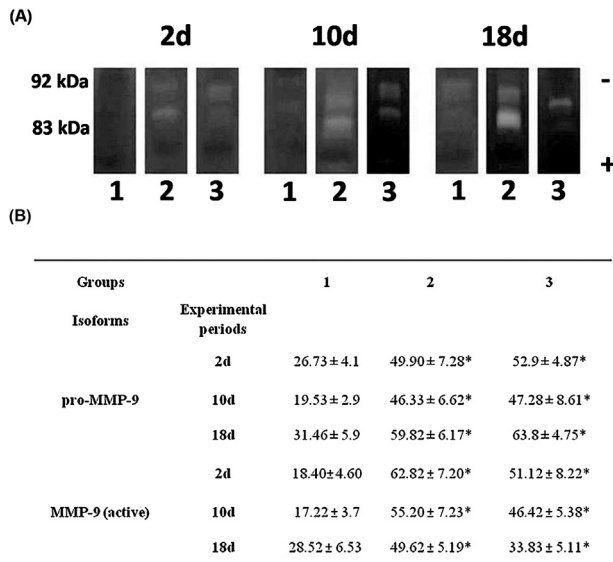 (A)
2d 10d 18d
92 kDa -
83 kDa
+
1 2 3 1 2 3 1 2 3
(B)
Groups 1 2 3
Isoforms Experimental periods
2d 26.73 ± 4.1 49.90 ± 7.28* 52.9 ± 4.87*
pro-MMP-9 10d 19.53 ± 2.9 46.33 ± 6.62* 47.28 ± 8.61*
18d 31.46 ± 5.9 59.82 ± 6.17* 63.8 ± 4.75*
2d 18.40±4.60 62.82 ± 7.20* 51.12 ± 8.22*
MMP-9 (active) 10d 17.22 ± 3.7 55.20 ± 7.23* 46.42 ± 5.38*
18d 28.52 ± 6.53 49.62 ± 5.19* 33.83 ± 5.11*